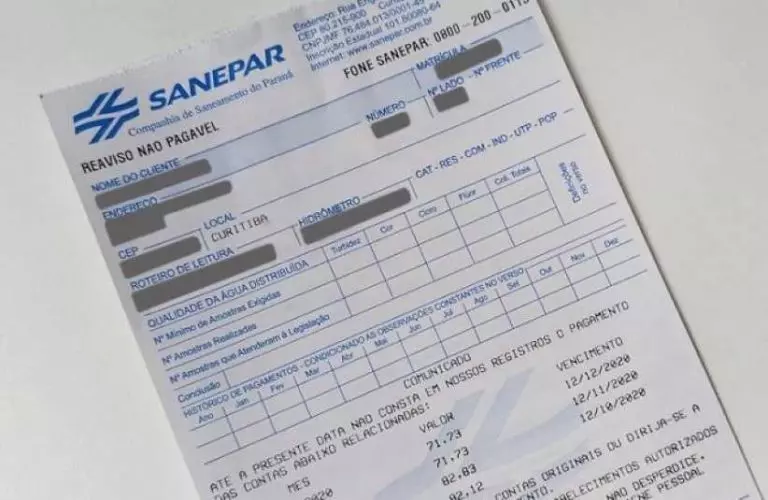 Endereço: Rua Eng
CEP 80.215-900
CNPJ/MF 76.484.013/0001-45
Inscrição Estadual 101.80080-64
Internet: www.sanepar.com.br
SANEPAR
Companhia de Saneamento do Paraná
FONE SANEPAR: 0800-200-0115
REAVISO NAO PAGAVEL
MATRÍCULA
NOME DO CLIENTE
NÚMERO
Nº LADO - Nº FRENTE
ENDEREÇO
CEP
LOCAL
CURITIBA
HIDRÔMETRO
CAT - RES - COM - IND - UTP - POP
ROTEIRO DE LEITURA
QUALIDADE DA ÁGUA DISTRIBUÍDA
Turbidez Cor Cloro Flúor Col. Totais
Definições no verso
Nº Mínimo de Amostras Exigidas
Nº Amostras Realizadas
Nº Amostras que Atenderam à Legislação
Conclusão
HISTÓRICO DE PAGAMENTOS - CONDICIONADO AS OBSERVAÇÕES CONSTANTES NO VERSO
Ano Jan Fev Mar Abr Mai Jun Jul Ago Set Out Nov Dez
COMUNICADO
ATE A PRESENTE DATA NAO CONSTA EM NOSSOS REGISTROS O PAGAMENTO
DAS CONTAS ABAIXO RELACIONADAS:
MES VALOR VENCIMENTO
2020 71.73 12/12/2020
71.73 12/11/2020
82.03 12/10/2020
82.12
CONTAS ORIGINAIS OU DIRIJA-SE A
ELECIMENTOS AUTORIZADOS
NAO DESPERDICE.
ENE PESSOAL